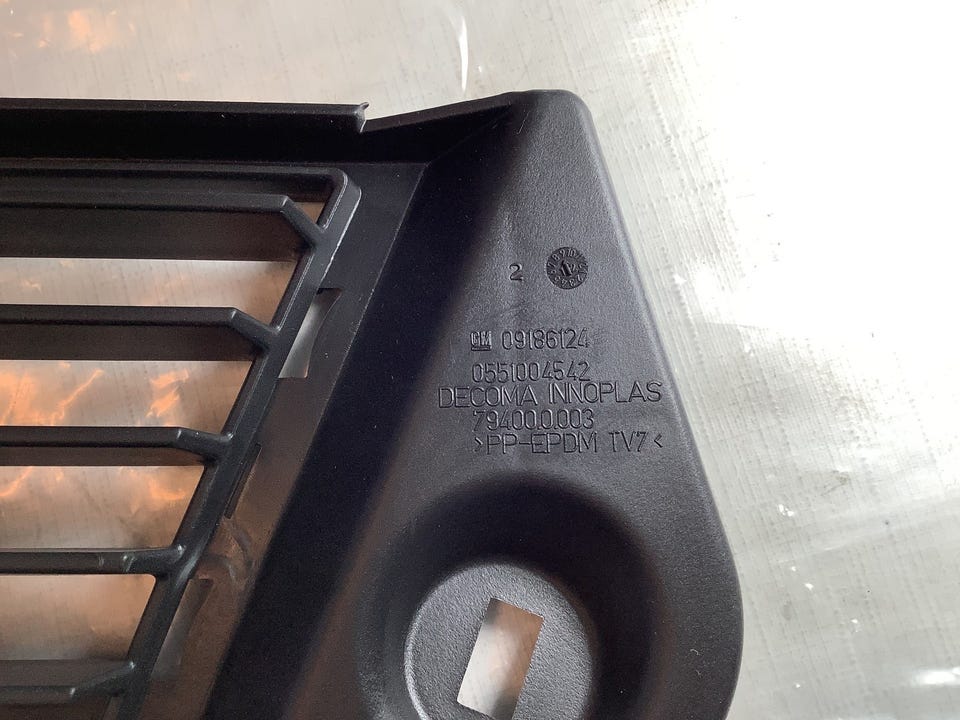 2
GM 09186124
0551004542
DECOMA INNOPLAS
79400.0.003
>PP-EPDM TV7<